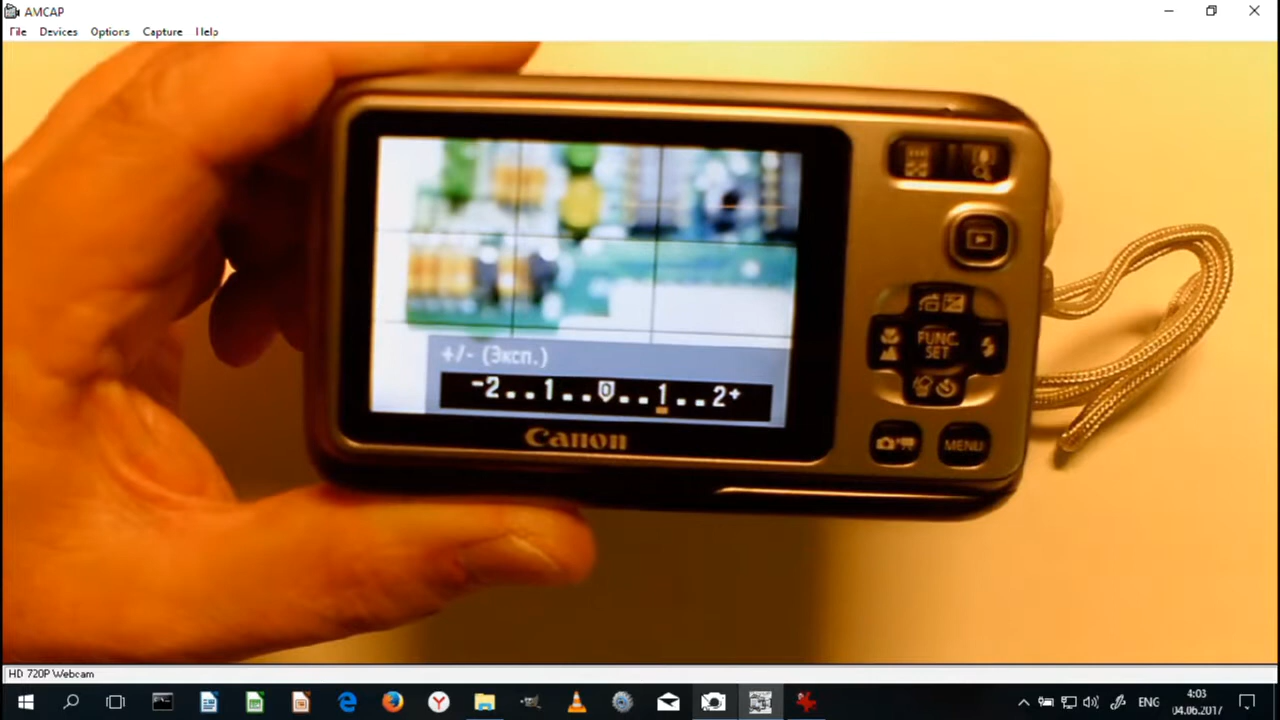 AMCAP
File Devices Options Capture Help
+/- (Эксп.)
-2..1..0..1..2+
Canon
FUNC.
SET
MENU
HD 720P Webcam
ENG
4:03
04.06.2017